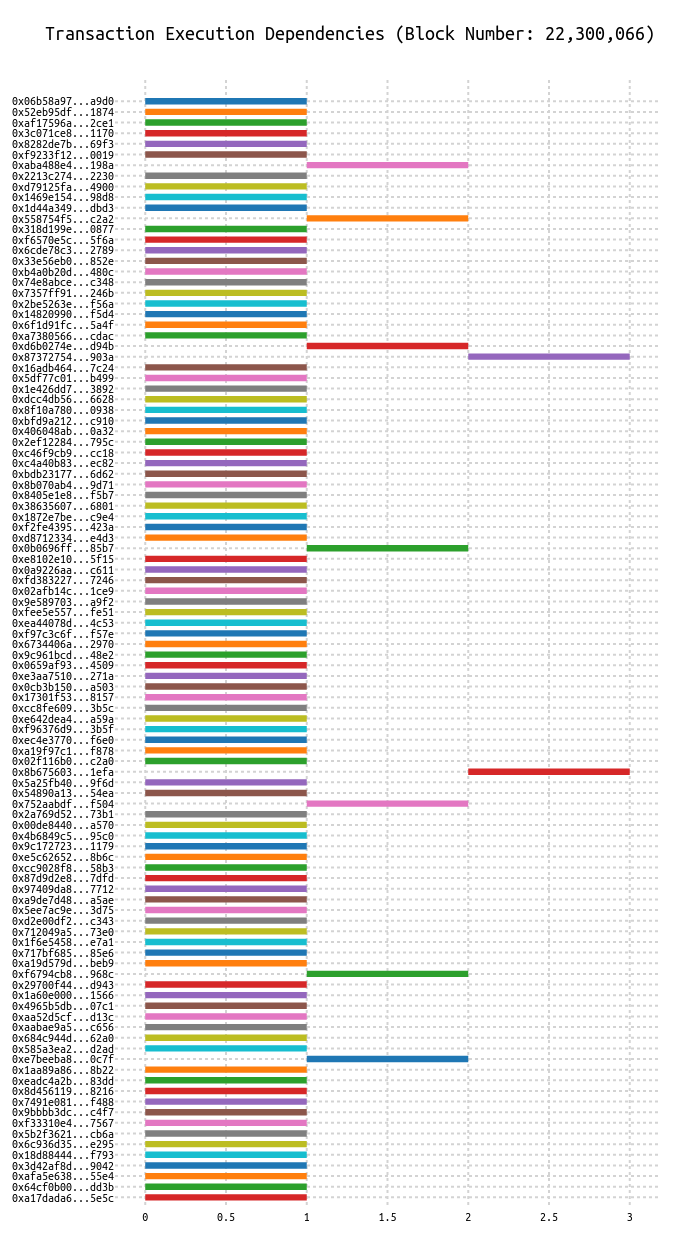 Transaction Execution Dependencies (Block Number: 22,300,066)
0x06b58a97...a9d0
0x52eb95df...1874
0xaf17596a...2ce1
0x3c071ce8...1170
0x8282de7b...69f3
0xf9233f12...0019
0xaba488e4...198a
0x2213c274...2230
0xd79125fa...4900
0x1469e154...98d8
0x1d44a349...dbd3
0x558754f5...c2a2
0x318d199e...0877
0xf6570e5c...5f6a
0x6cde78c3...2789
0x33e56eb0...852e
0xb4a0b20d...480c
0x74e8abce...c348
0x7357ff91...246b
0x2be5263e...f56a
0x14820990...f5d4
0x6f1d91fc...5a4f
0xa7380566...cdac
0xd6b0274e...d94b
0x87372754...903a
0x16adb464...7c24
0x5df77c01...b499
0x1e426dd7...3892
0xdcc4db56...6628
0x8f10a780...0938
0xbfd9a212...c910
0x406048ab...0a32
0x2ef12284...795c
0xc46f9cb9...cc18
0xc4a40b83...ec82
0xbdb23177...6d62
0x8b070ab4...9d71
0x8405e1e8...f5b7
0x38635607...6801
0x1872e7be...c9e4
0xf2fe4395...423a
0xd8712334...e4d3
0x0b0696ff...85b7
0xe8102e10...5f15
0x0a9226aa...c611
0xfd383227...7246
0x02afb14c...1ce9
0x9e589703...a9f2
0xfee5e557...fe51
0xea44078d...4c53
0xf97c3c6f...f57e
0x6734406a...2970
0x9c961bcd...48e2
0x0659af93...4509
0xe3aa7510...271a
0x0cb3b150...a503
0x17301f53...8157
0xcc8fe609...3b5c
0xe642dea4...a59a
0xf96376d9...3b5f
0xec4e3770...f6e0
0xa19f97c1...f878
0x02f116b0...c2a0
0x8b675603...1efa
0x5a25fb40...9f6d
0x54890a13...54ea
0x752aabdf...f504
0x2a769d52...73b1
0x00de8440...a570
0x4b6849c5...95c0
0x9c172723...1179
0xe5c62652...8b6c
0xcc9028f8...58b3
0x87d9d2e8...7dfd
0x97409da8...7712
0xa9de7d48...a5ae
0x5ee7ac9e...3d75
0xd2e00df2...c343
0x712049a5...73e0
0x1f6e5458...e7a1
0x717bf685...85e6
0xa19d579d...beb9
0xf6794cb8...968c
0x29700f44...d943
0x1a60e000...1566
0x4965b5db...07c1
0xaa52d5cf...d13c
0xaabae9a5...c656
0x684c944d...62a0
0x585a3ea2...d2ad
0xe7beeba8...0c7f
0x1aa89a86...8b22
0xeadc4a2b...83dd
0x8d456119...8216
0x7491e081...f488
0x9bbbb3dc...c4f7
0xf33310e4...7567
0x5b2f3621...cb6a
0x6c936d35...e295
0x18d88444...f793
0x3d42af8d...9042
0xafa5e638...55e4
0x64cf0b00...dd3b
0xa17dada6...5e5c
0 0.5 1 1.5 2 2.5 3